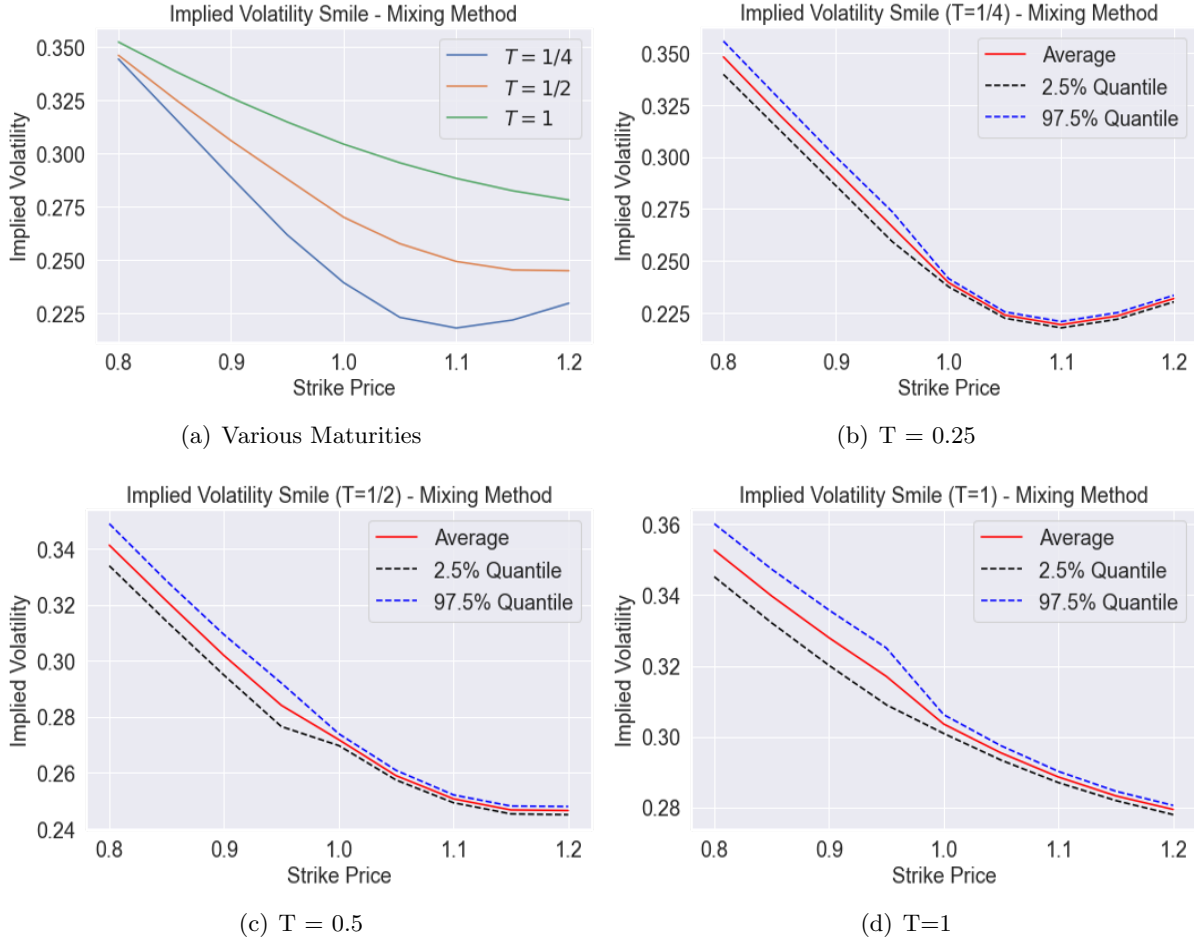 Implied Volatility Smile - Mixing Method
0.350
0.325
0.300
0.275
0.250
0.225
Implied Volatility
T = 1/4
T = 1/2
T = 1
0.8 0.9 1.0 1.1 1.2
Strike Price
(a) Various Maturities
Implied Volatility Smile (T=1/4) - Mixing Method
0.350
0.325
0.300
0.275
0.250
0.225
Implied Volatility
Average
2.5% Quantile
97.5% Quantile
0.8 0.9 1.0 1.1 1.2
Strike Price
(b) T = 0.25
Implied Volatility Smile (T=1/2) - Mixing Method
0.34
0.32
0.30
0.28
0.26
0.24
Implied Volatility
Average
2.5% Quantile
97.5% Quantile
0.8 0.9 1.0 1.1 1.2
Strike Price
(c) T = 0.5
Implied Volatility Smile (T=1) - Mixing Method
0.36
0.34
0.32
0.30
0.28
Implied Volatility
Average
2.5% Quantile
97.5% Quantile
0.8 0.9 1.0 1.1 1.2
Strike Price
(d) T=1